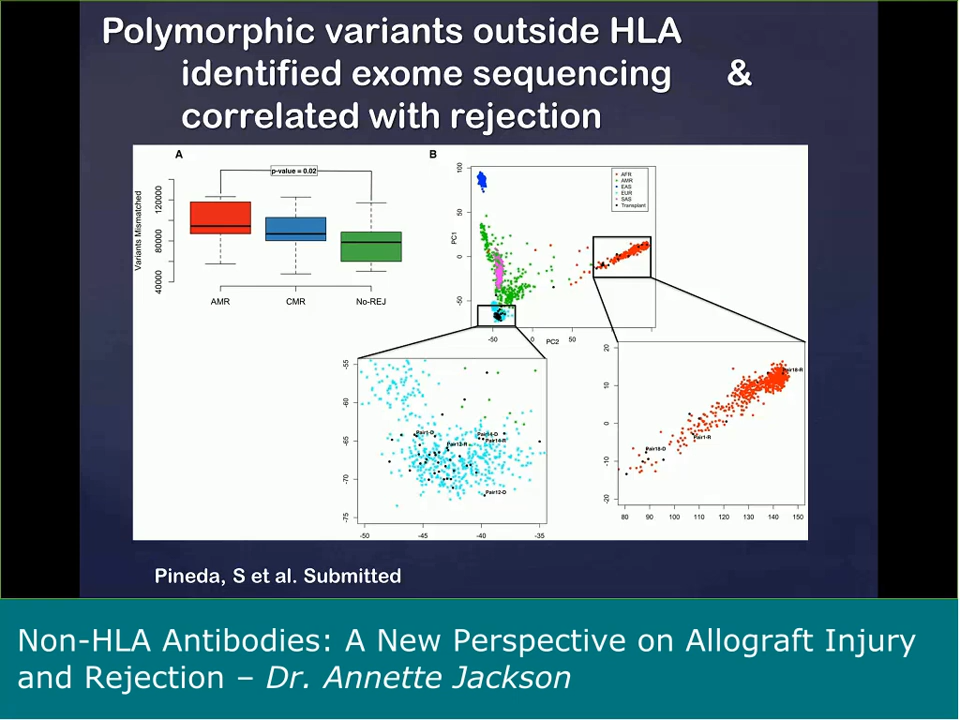 Polymorphic variants outside HLA
identified exome sequencing &
correlated with rejection
A
p-value = 0.02
Variants Mismatched
40000 80000 120000
AMR CMR No-REJ
B
PC1
-50 0 50 100
AFR
AMR
EAS
EUR
SAS
Transplant
-50 0 50
PC2
-55
-60
-65
-70
-75
Pair1-D
Pair13-R
Pair14-D
Pair14-R
Pair12-D
-50 -45 -40 -35
20
10
0
-10
-20
Pair18-R
Pair1-R
Pair18-D
80 90 100 110 120 130 140 150
Pineda, S et al. Submitted
Non-HLA Antibodies: A New Perspective on Allograft Injury
and Rejection – Dr. Annette Jackson